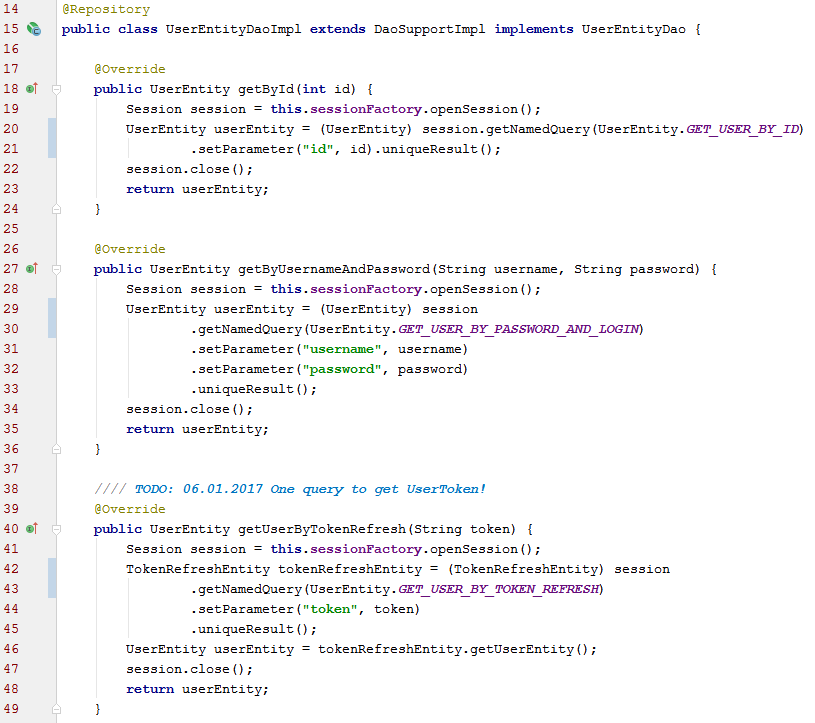 14 @Repository
15 public class UserEntityDaoImpl extends DaoSupportImpl implements UserEntityDao {
16
17     @Override
18     public UserEntity getById(int id) {
19         Session session = this.sessionFactory.openSession();
20         UserEntity userEntity = (UserEntity) session.getNamedQuery(UserEntity.GET_USER_BY_ID)
21                 .setParameter("id", id).uniqueResult();
22         session.close();
23         return userEntity;
24     }
25
26     @Override
27     public UserEntity getByUsernameAndPassword(String username, String password) {
28         Session session = this.sessionFactory.openSession();
29         UserEntity userEntity = (UserEntity) session
30                 .getNamedQuery(UserEntity.GET_USER_BY_PASSWORD_AND_LOGIN)
31                 .setParameter("username", username)
32                 .setParameter("password", password)
33                 .uniqueResult();
34         session.close();
35         return userEntity;
36     }
37
38     //// TODO: 06.01.2017 One query to get UserToken!
39     @Override
40     public UserEntity getUserByTokenRefresh(String token) {
41         Session session = this.sessionFactory.openSession();
42         TokenRefreshEntity tokenRefreshEntity = (TokenRefreshEntity) session
43                 .getNamedQuery(UserEntity.GET_USER_BY_TOKEN_REFRESH)
44                 .setParameter("token", token)
45                 .uniqueResult();
46         UserEntity userEntity = tokenRefreshEntity.getUserEntity();
47         session.close();
48         return userEntity;
49     }